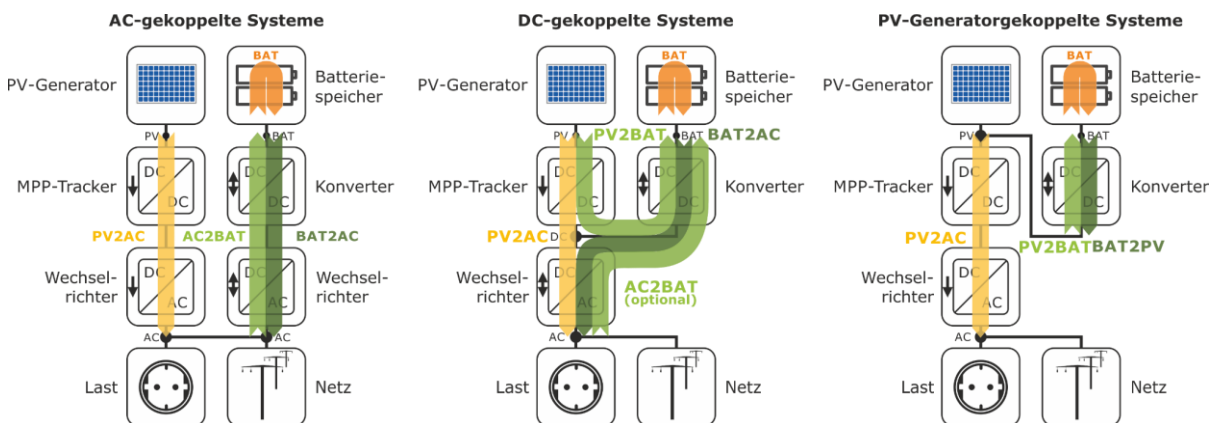 AC-gekoppelte Systeme
PV-Generator
BAT
Batterie-
speicher
PV
BAT
MPP-Tracker
DC
DC
DC
DC
Konverter
PV2AC
AC2BAT
BAT2AC
Wechsel-
richter
DC
AC
DC
AC
Wechsel-
richter
AC
AC
Last
Netz
DC-gekoppelte Systeme
PV-Generator
BAT
Batterie-
speicher
PV
PV2BAT
BAT
BAT2AC
MPP-Tracker
DC
DC
DC
DC
Konverter
PV2AC
DC
Wechsel-
richter
DC
AC
AC2BAT
(optional)
AC
Last
Netz
PV-Generatorgekoppelte Systeme
PV-Generator
BAT
Batterie-
speicher
PV
BAT
MPP-Tracker
DC
DC
DC
DC
Konverter
PV2AC
PV2BAT
BAT2PV
Wechsel-
richter
DC
AC
AC
Last
Netz